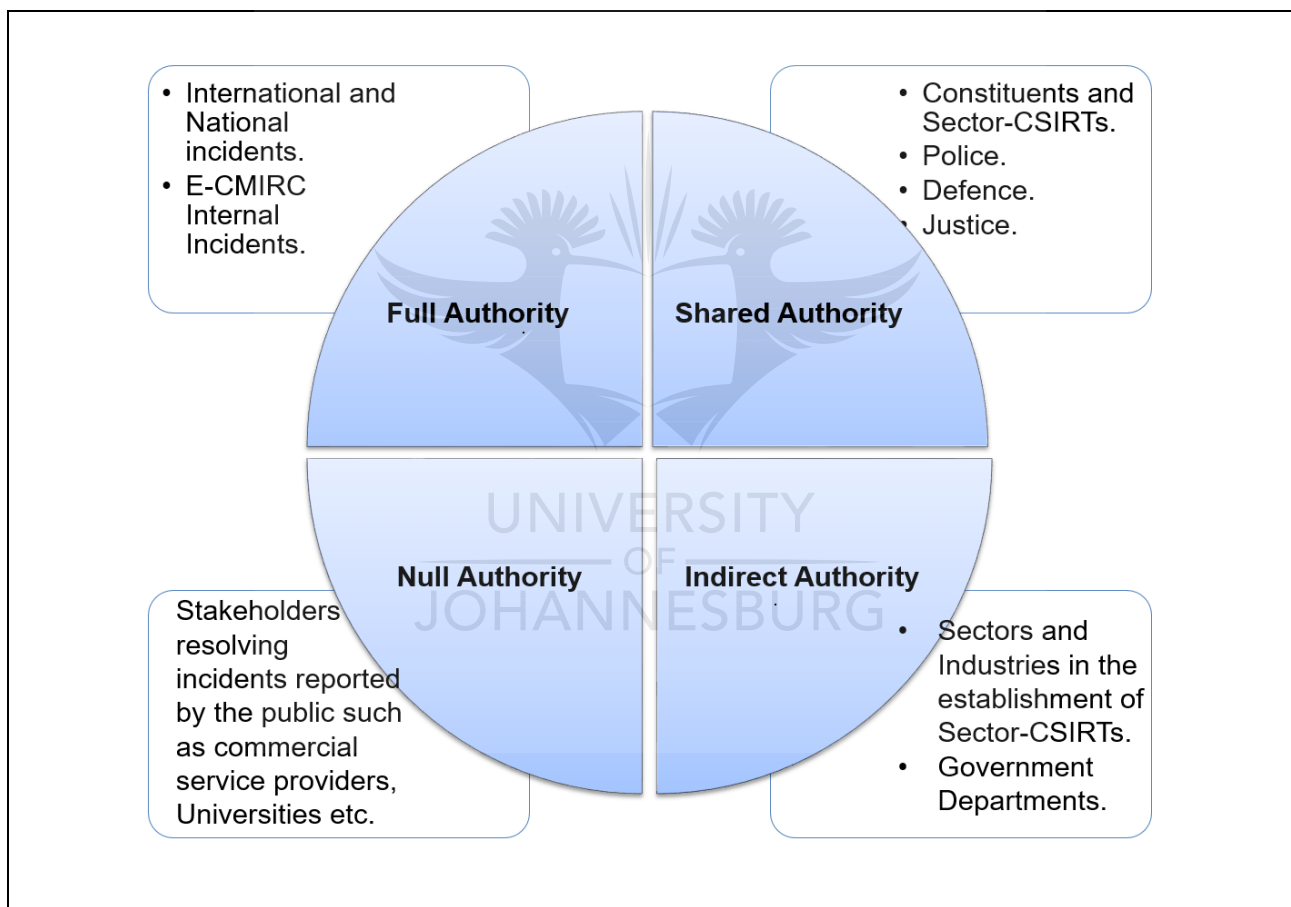 • International and
National
incidents.
• E-CMIRC
Internal
Incidents.
• Constituents and
Sector-CSIRTs.
• Police.
• Defence.
• Justice.
Full Authority
Shared Authority
UNIVERSITY
OF
JOHANNESBURG
Null Authority
Indirect Authority
Stakeholders
resolving
incidents reported
by the public such
as commercial
service providers,
Universities etc.
• Sectors and
Industries in the
establishment of
Sector-CSIRTs.
• Government
Departments.